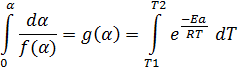 ∫₀^α dα/f(α) = g(α) = ∫_{T1}^{T2} e^{-Ea/RT} dT